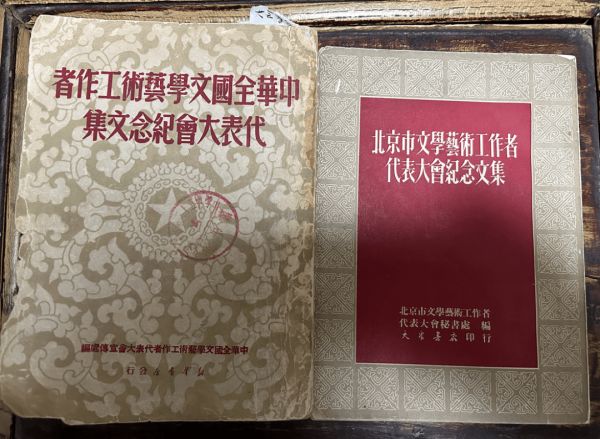 中華全國文學藝術工作者
代表大會紀念文集
中華全國文學藝術工作者代表大會宣傳處編
新華書店發行
北京市文學藝術工作者
代表大會紀念文集
北京市文學藝術工作者
代表大會秘書處 編
大眾書店印行